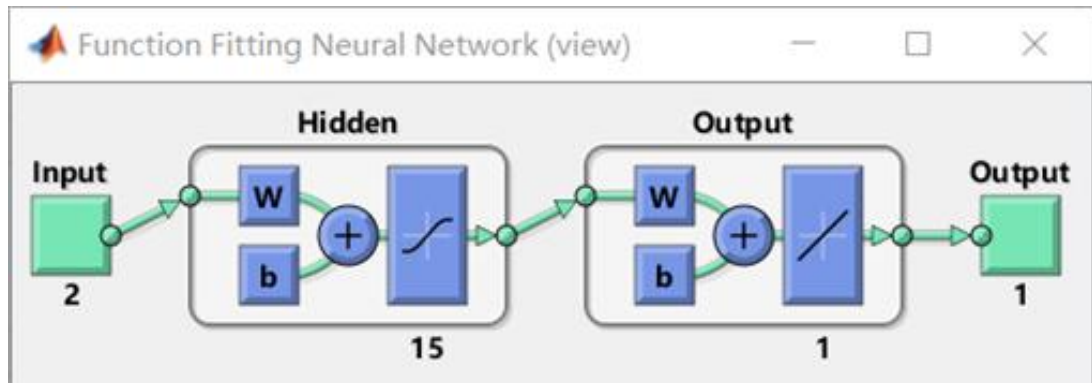 Function Fitting Neural Network (view)
Hidden
Output
Input
Output
W
W
b
b
2
1
15
1